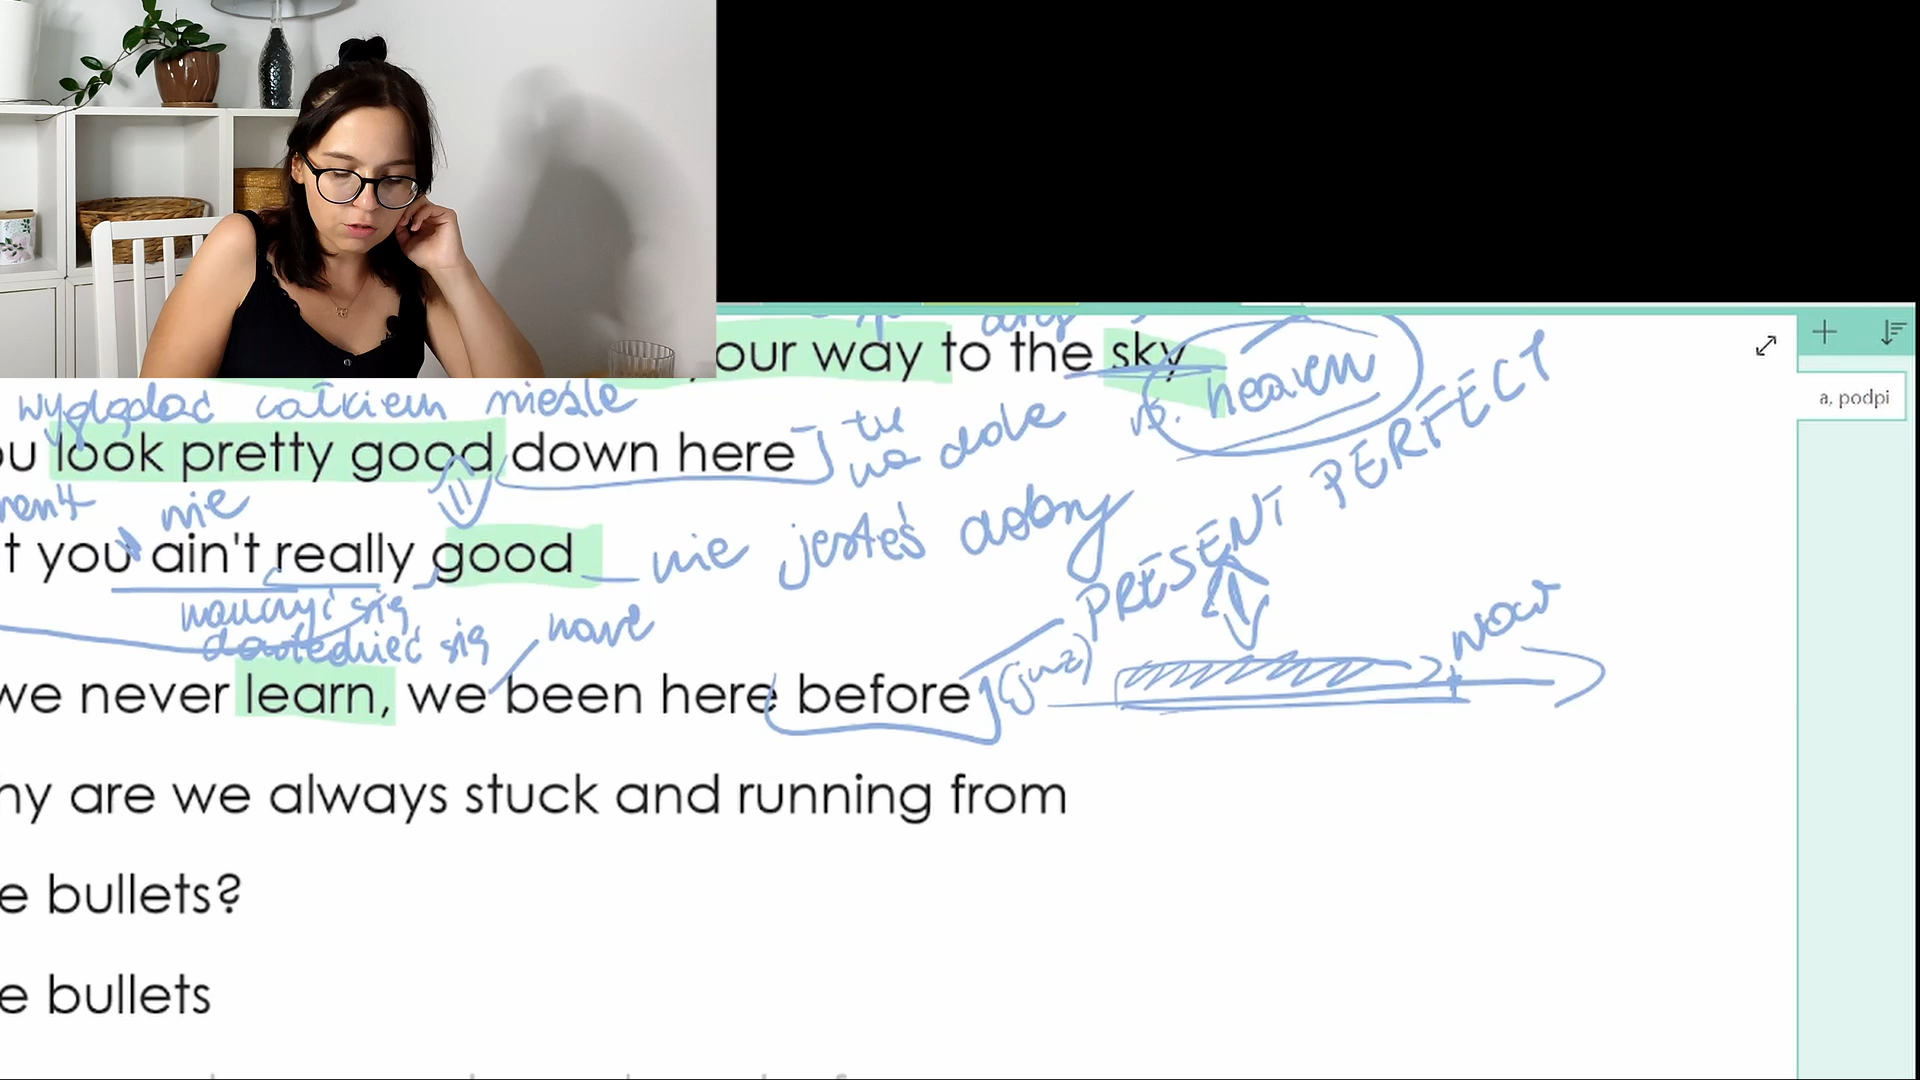 our way to the sky
vs. heaven
wyglądać całkiem nieźle
ou look pretty good down here
tu
na dole
PRESENT PERFECT
nie
t you ain't really good
nie jesteś dobry
nauczyć się
dowiedzieć się
have
now
we never learn, we been here before
(już)
hy are we always stuck and running from
e bullets?
e bullets
a, podpi